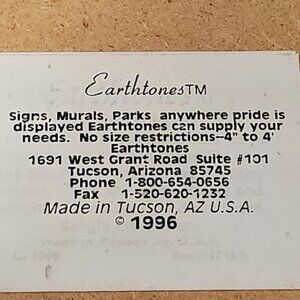 Earthtones™
Signs, Murals, Parks anywhere pride is
displayed Earthtones can supply your
needs. No size restrictions-4" to 4'
Earthtones
1691 West Grant Road Suite #101
Tucson, Arizona 85745
Phone 1-800-654-0656
Fax 1-520-620-1232
Made in Tucson, AZ U.S.A.
© 1996